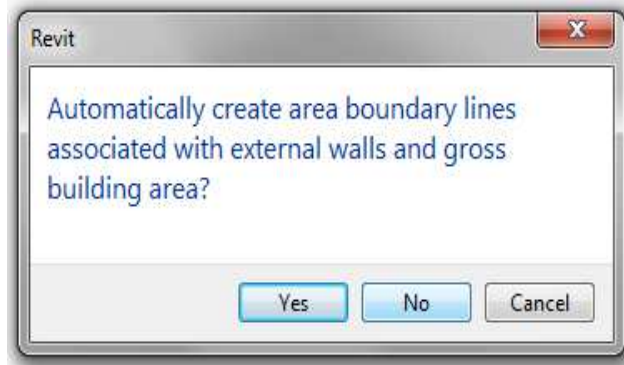 Revit
Automatically create area boundary lines
associated with external walls and gross
building area?
Yes No Cancel